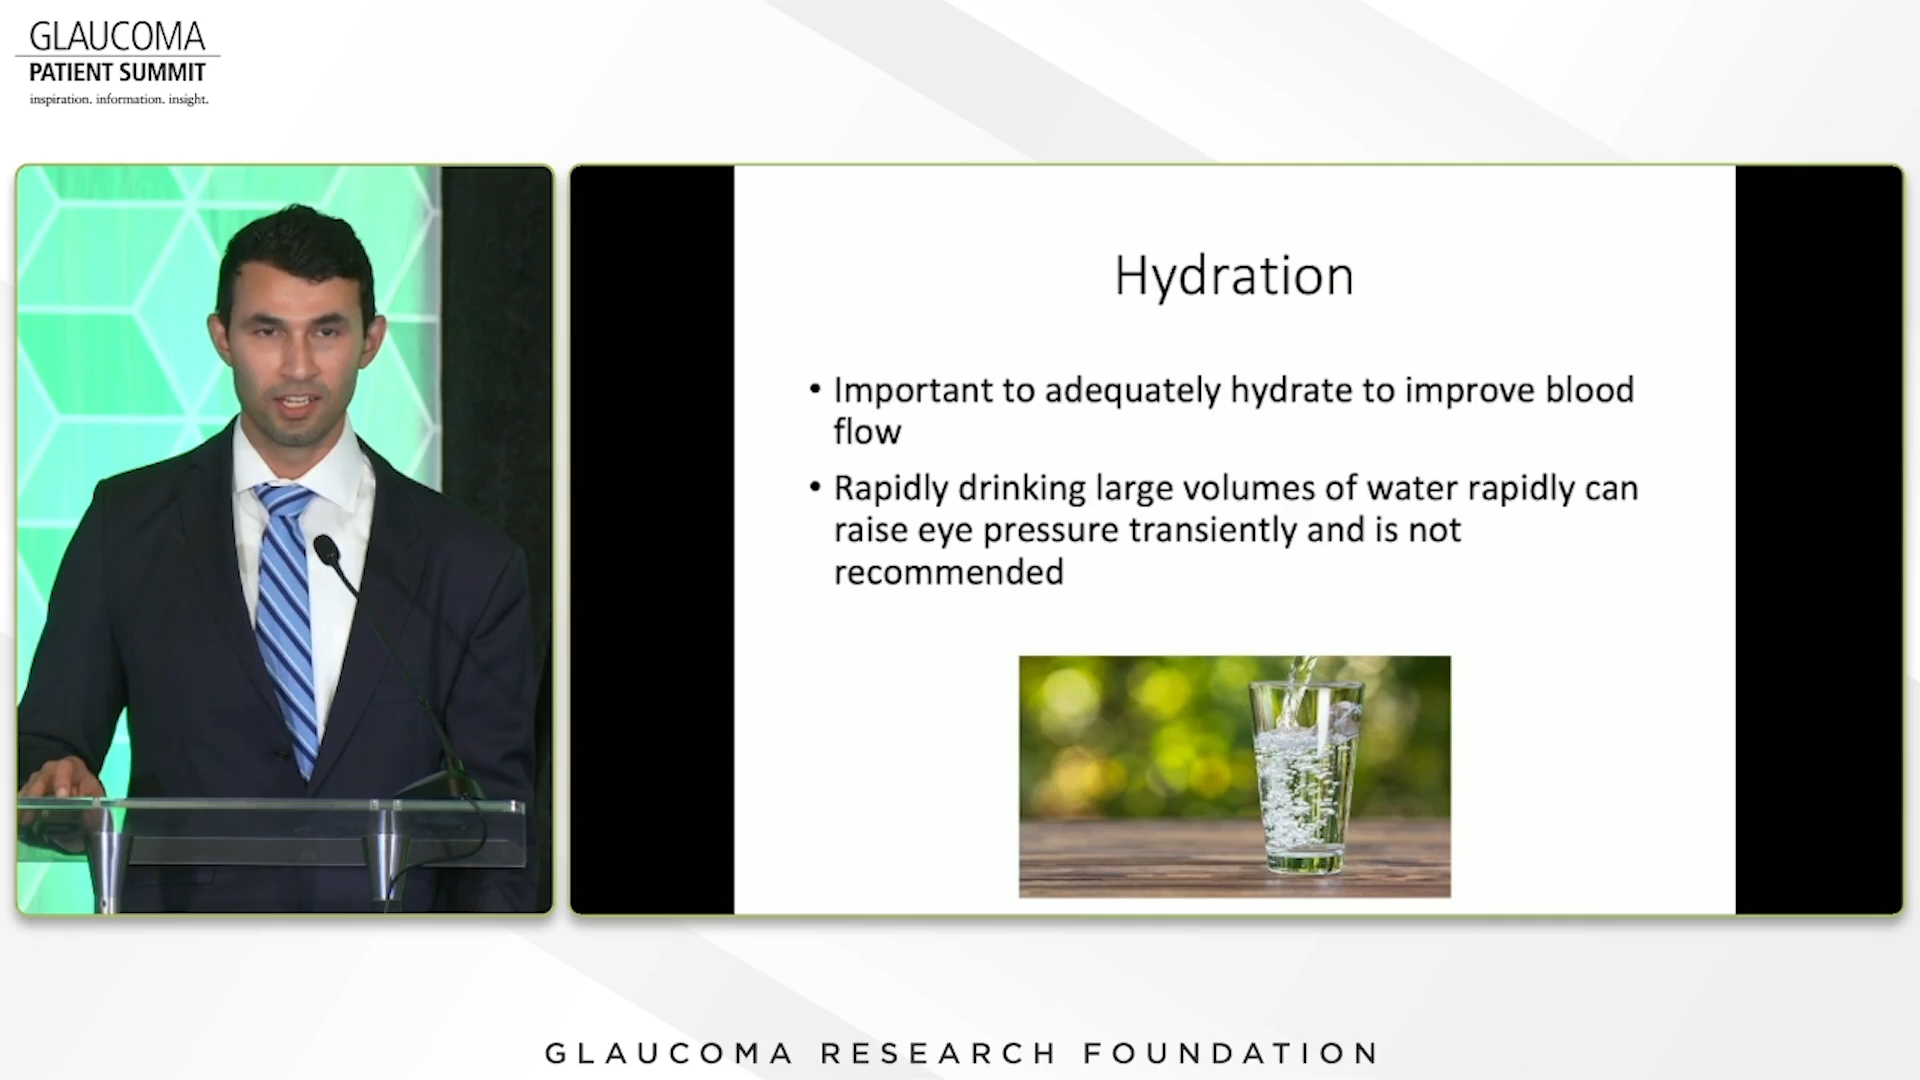 GLAUCOMA
PATIENT SUMMIT
inspiration. information. insight.
Hydration
• Important to adequately hydrate to improve blood
flow
• Rapidly drinking large volumes of water rapidly can
raise eye pressure transiently and is not
recommended
GLAUCOMA RESEARCH FOUNDATION